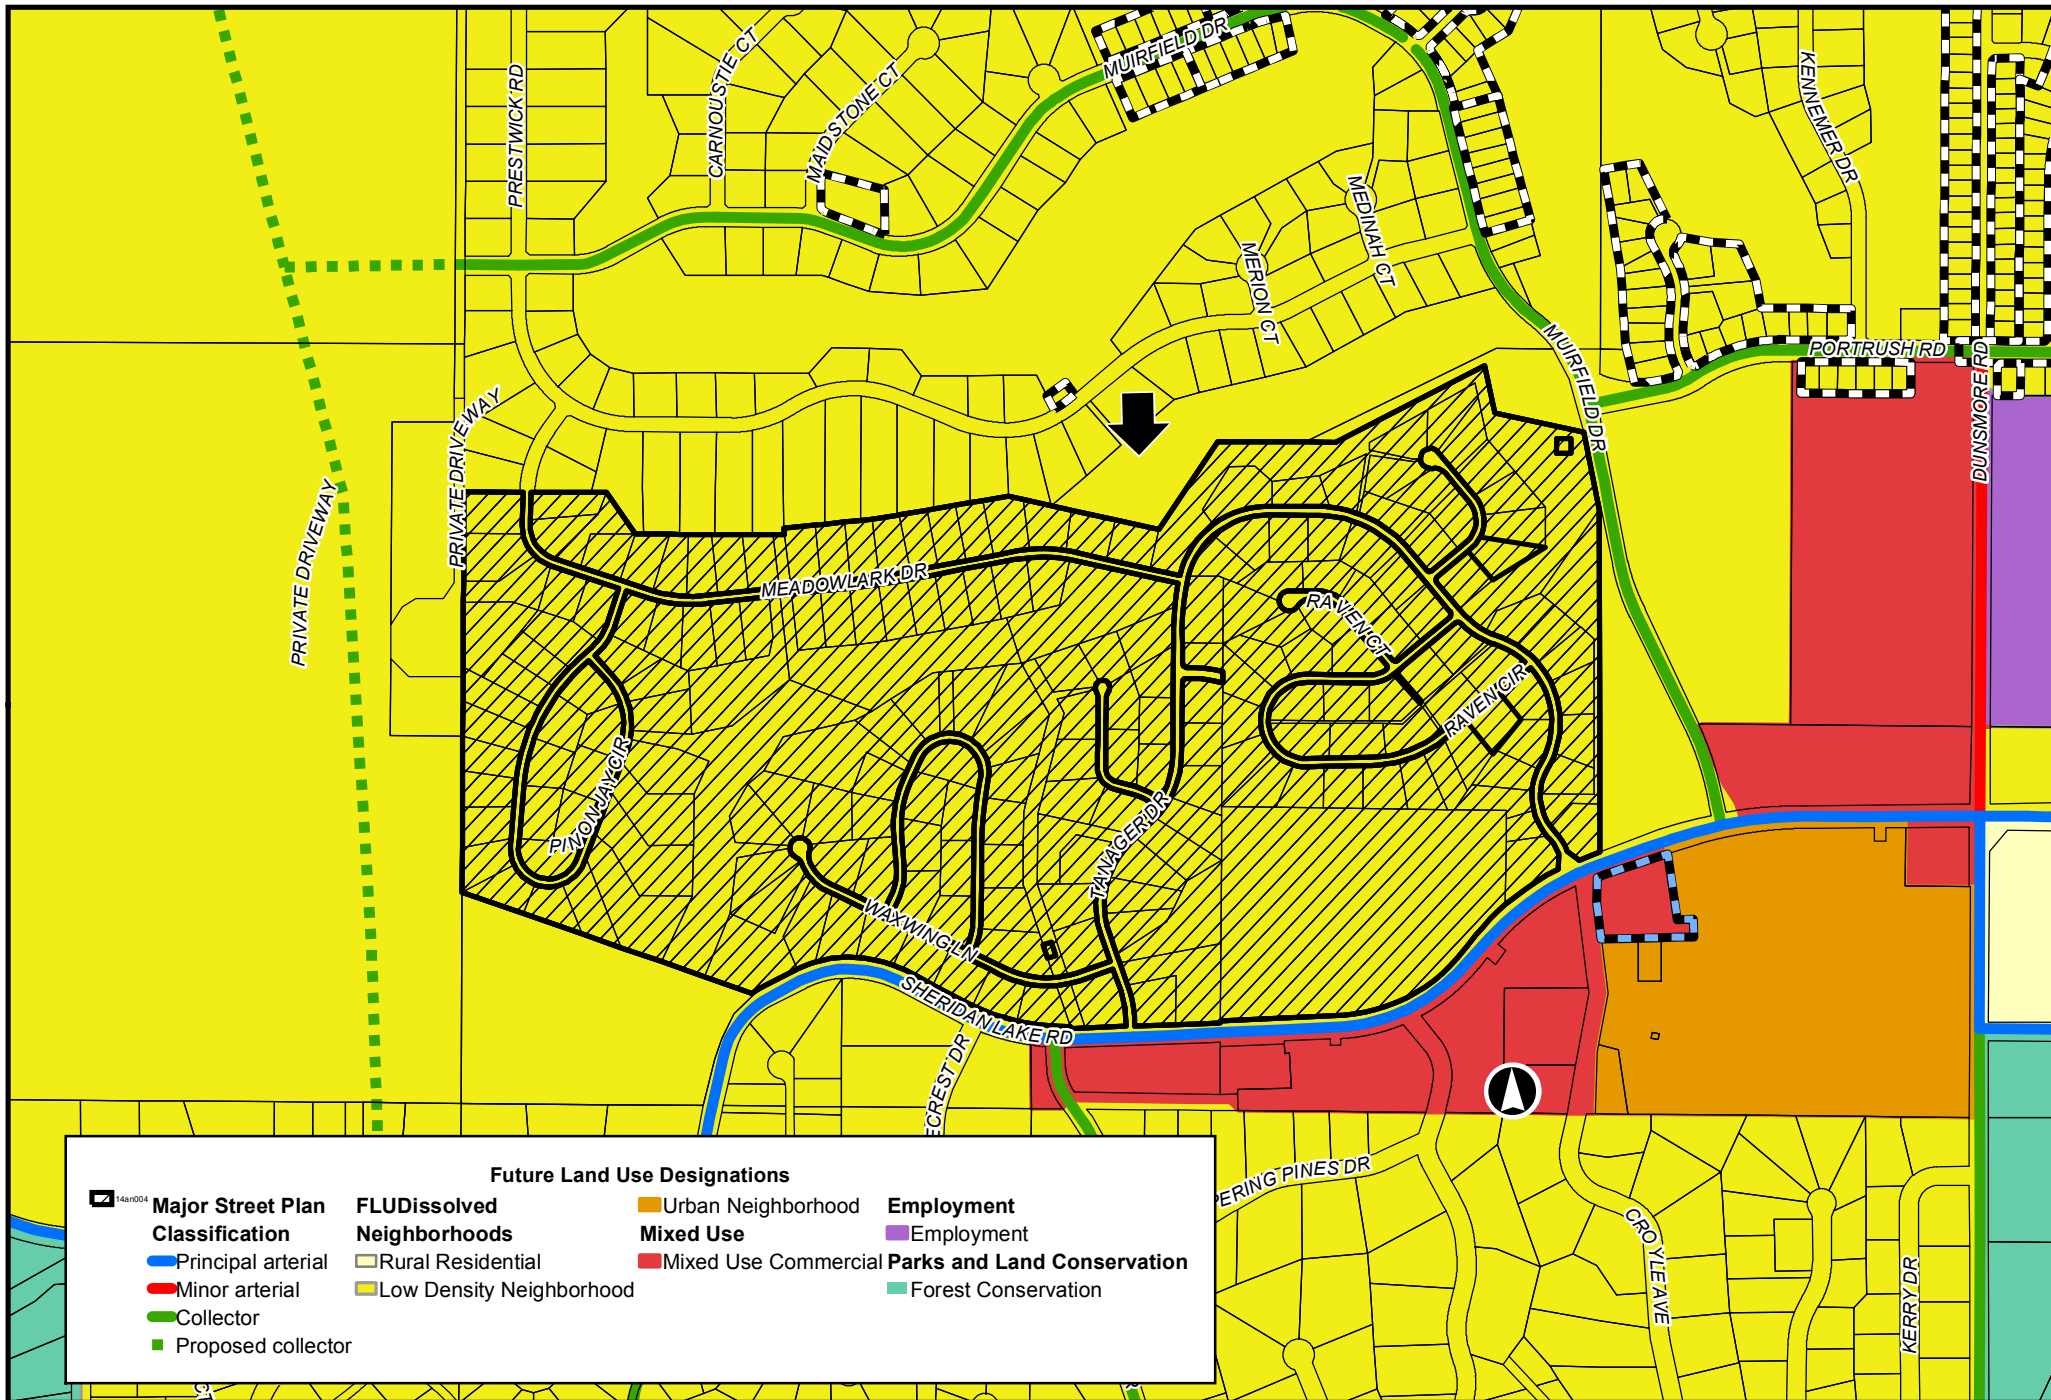 MUIRFIELD DR
CARNOUSTIE CT
MAIDSTONE CT
PRESTWICK RD
KENNEMER DR
MEDINAH CT
MERION CT
MUIRFIELD DR
PORTRUSH RD
DUNSMORE RD
PRIVATE DRIVEWAY
PRIVATE DRIVEWAY
MEADOWLARK DR
RAVEN CT
RAVEN CIR
PINON JAY CIR
TANAGER DR
WAXWING LN
SHERIDAN LAKE RD
ECREST DR
PERING PINES DR
CROYLE AVE
KERRY DR
CT
Future Land Use Designations
14an004
Major Street Plan
Classification
Principal arterial
Minor arterial
Collector
Proposed collector
FLUDissolved
Neighborhoods
Rural Residential
Low Density Neighborhood
Urban Neighborhood
Mixed Use
Mixed Use Commercial
Employment
Employment
Parks and Land Conservation
Forest Conservation